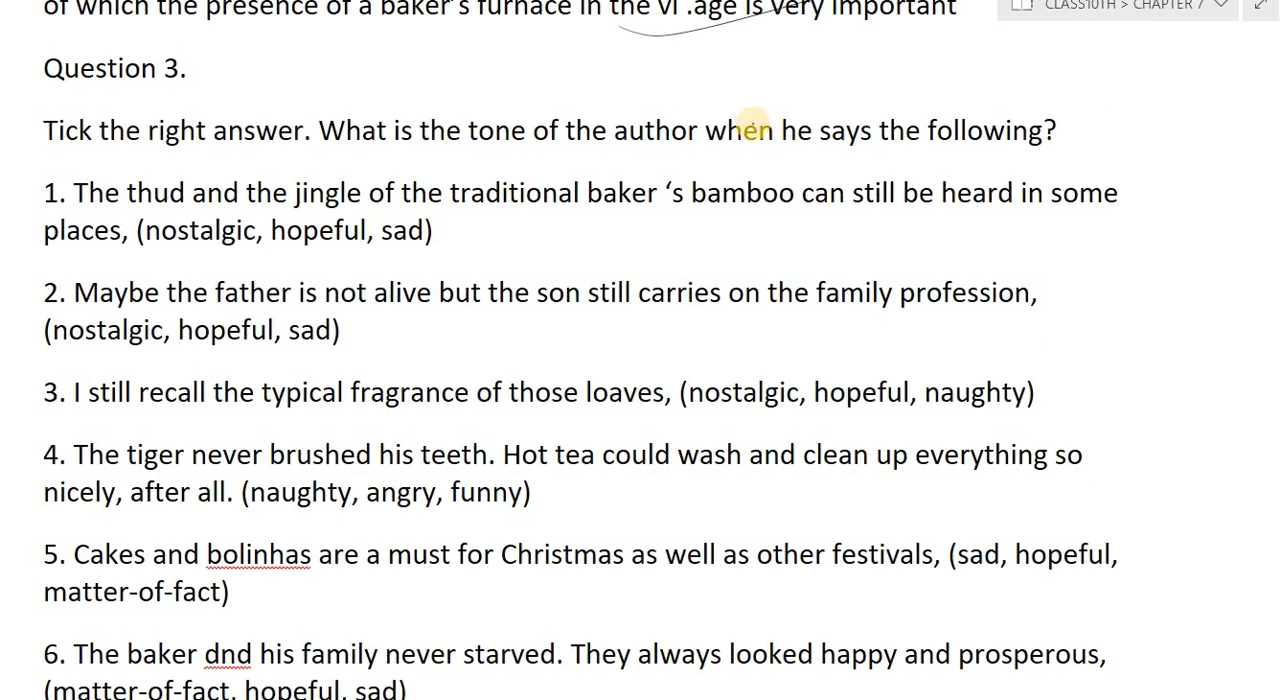 of which the presence of a baker's furnace in the vi .age is very important
CLASS10TH > CHAPTER 7
Question 3.
Tick the right answer. What is the tone of the author when he says the following?
1. The thud and the jingle of the traditional baker ‘s bamboo can still be heard in some
places, (nostalgic, hopeful, sad)
2. Maybe the father is not alive but the son still carries on the family profession,
(nostalgic, hopeful, sad)
3. I still recall the typical fragrance of those loaves, (nostalgic, hopeful, naughty)
4. The tiger never brushed his teeth. Hot tea could wash and clean up everything so
nicely, after all. (naughty, angry, funny)
5. Cakes and bolinhas are a must for Christmas as well as other festivals, (sad, hopeful,
matter-of-fact)
6. The baker dnd his family never starved. They always looked happy and prosperous,
(matter-of-fact, hopeful, sad)